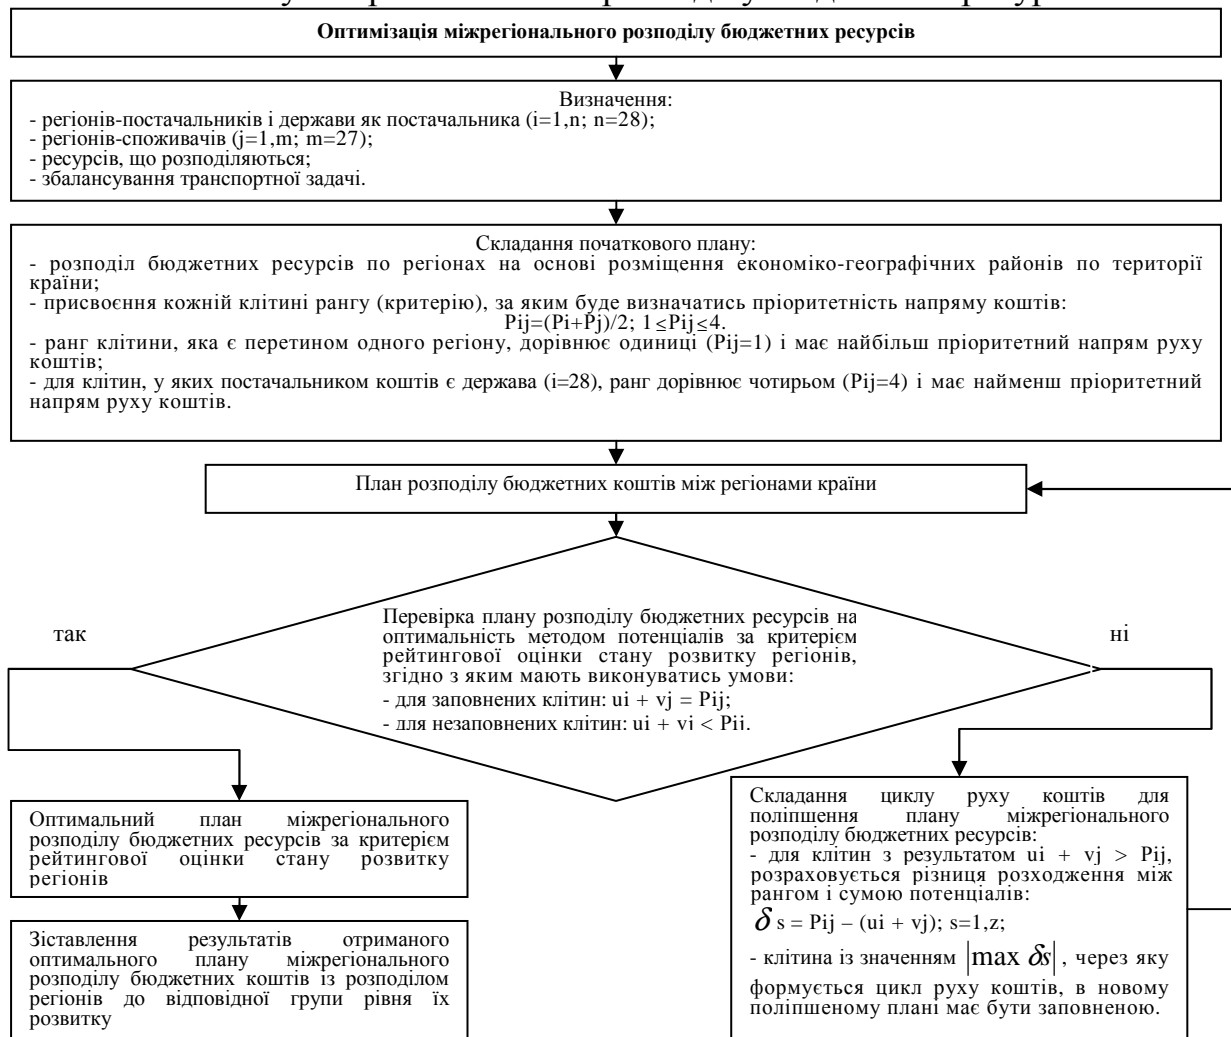 Оптимізація міжрегіонального розподілу бюджетних ресурсів
Визначення:
- регіонів-постачальників і держави як постачальника (i=1,n; n=28);
- регіонів-споживачів (j=1,m; m=27);
- ресурсів, що розподіляються;
- збалансування транспортної задачі.
Складання початкового плану:
- розподіл бюджетних ресурсів по регіонах на основі розміщення економіко-географічних районів по території
країни;
- присвоєння кожній клітині рангу (критерію), за яким буде визначатись пріоритетність напряму коштів:
Pij=(Pi+Pj)/2; 1≤Pij≤4.
- ранг клітини, яка є перетином одного регіону, дорівнює одиниці (Pij=1) і має найбільш пріоритетний напрям руху
коштів;
- для клітин, у яких постачальником коштів є держава (i=28), ранг дорівнює чотирьом (Pij=4) і має найменш пріоритетний
напрям руху коштів.
План розподілу бюджетних коштів між регіонами країни
Перевірка плану розподілу бюджетних ресурсів на
оптимальність методом потенціалів за критерієм
рейтингової оцінки стану розвитку регіонів,
згідно з яким мають виконуватись умови:
- для заповнених клітин: ui + vj = Pij;
- для незаповнених клітин: ui + vj < Pij.
так
ні
Оптимальний план міжрегіонального
розподілу бюджетних ресурсів за критерієм
рейтингової оцінки стану розвитку
регіонів
Зіставлення результатів отриманого
оптимального плану міжрегіонального
розподілу бюджетних коштів із розподілом
регіонів до відповідної групи рівня їх
розвитку
Складання циклу руху коштів для
поліпшення плану міжрегіонального
розподілу бюджетних ресурсів:
- для клітин з результатом ui + vj > Pij,
розраховується різниця розходження між
рангом і сумою потенціалів:
δ s = Pij – (ui + vj); s=1,z;
- клітина із значенням |max δs| , через яку
формується цикл руху коштів, в новому
поліпшеному плані має бути заповненою.